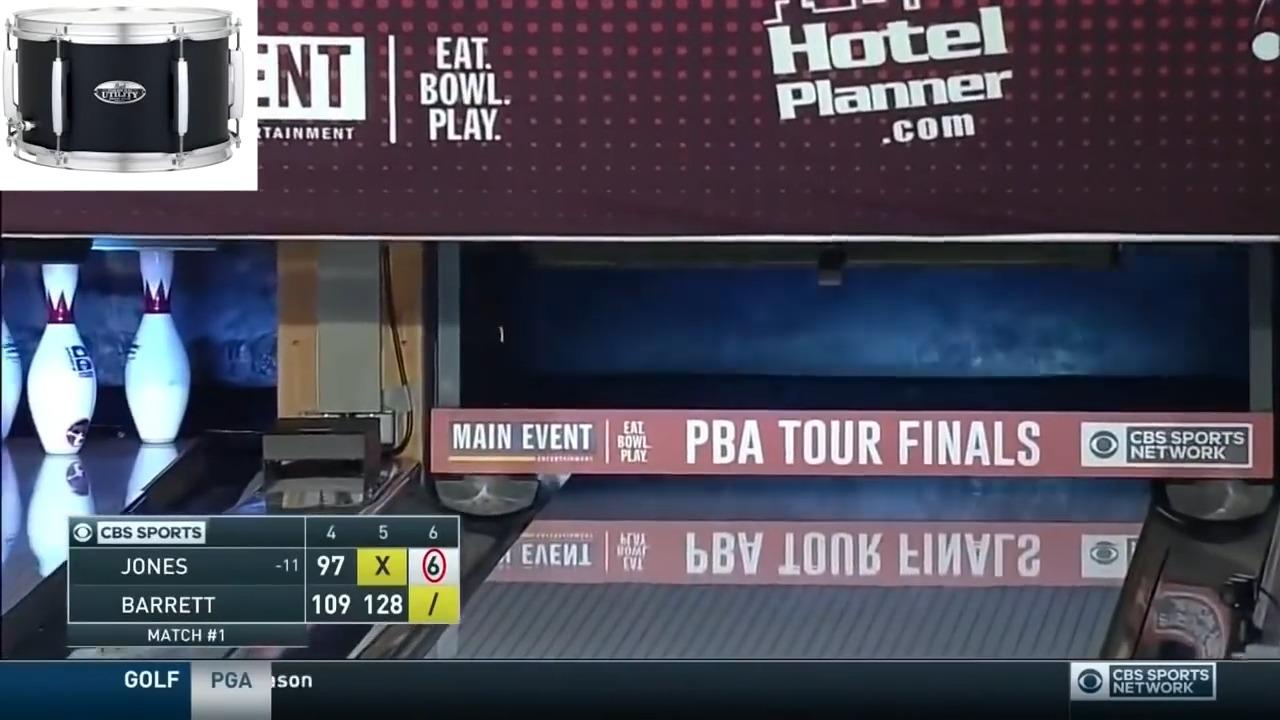 UTILITY
ENT
RTAINMENT
EAT.
BOWL.
PLAY.
Hotel
Planner
.com
MAIN EVENT
ENTERTAINMENT
EAT.
BOWL.
PLAY.
PBA TOUR FINALS
CBS SPORTS
NETWORK
CBS SPORTS 4 5 6
JONES -11 97 X 6
BARRETT 109 128 /
MATCH #1
GOLF PGA ason
CBS SPORTS
NETWORK